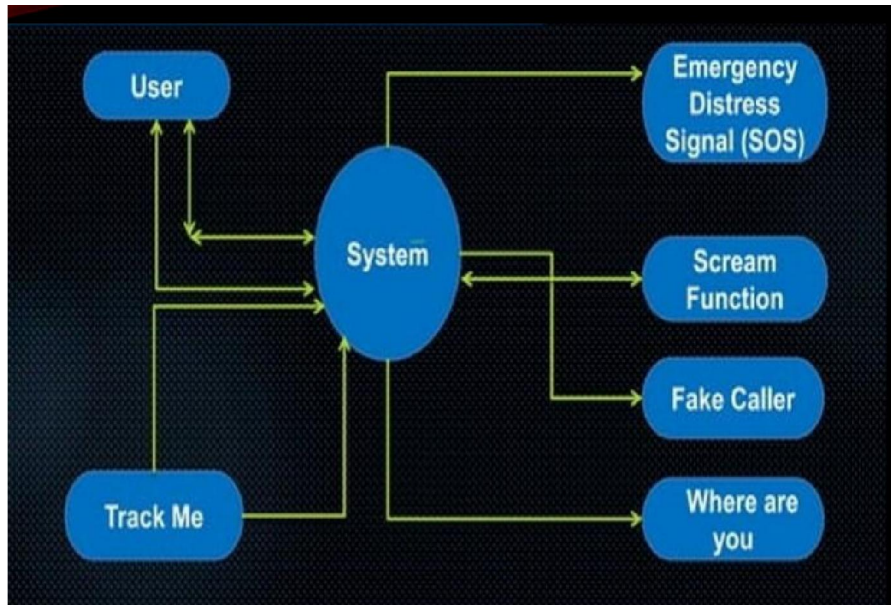 User
Emergency
Distress
Signal (SOS)
System
Scream
Function
Fake Caller
Track Me
Where are
you